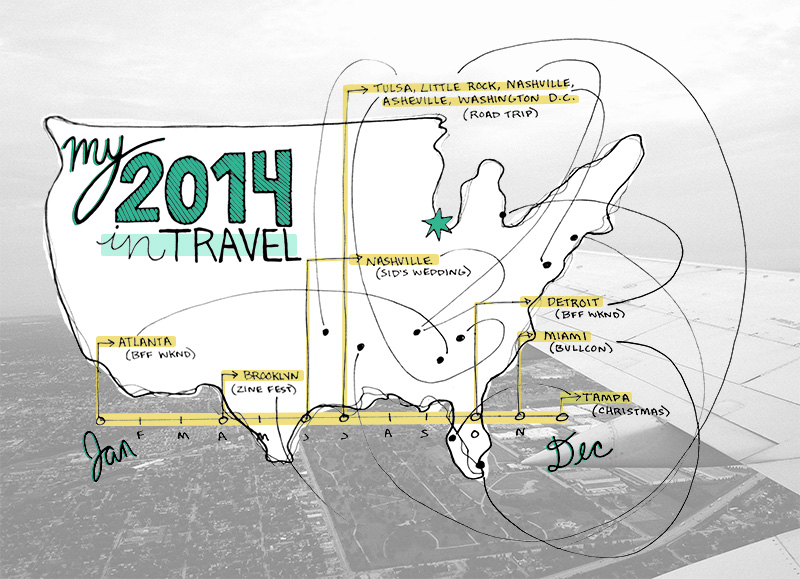 my
2014
in TRAVEL
TULSA, LITTLE ROCK, NASHVILLE,
ASHEVILLE, WASHINGTON D.C.
(ROAD TRIP)
NASHVILLE
(SID'S WEDDING)
DETROIT
(BFF WKND)
ATLANTA
(BFF WKND)
MIAMI
(BULLCON)
BROOKLYN
(ZINE FEST)
TAMPA
(CHRISTMAS)
Jan F M A M J J A S O N Dec